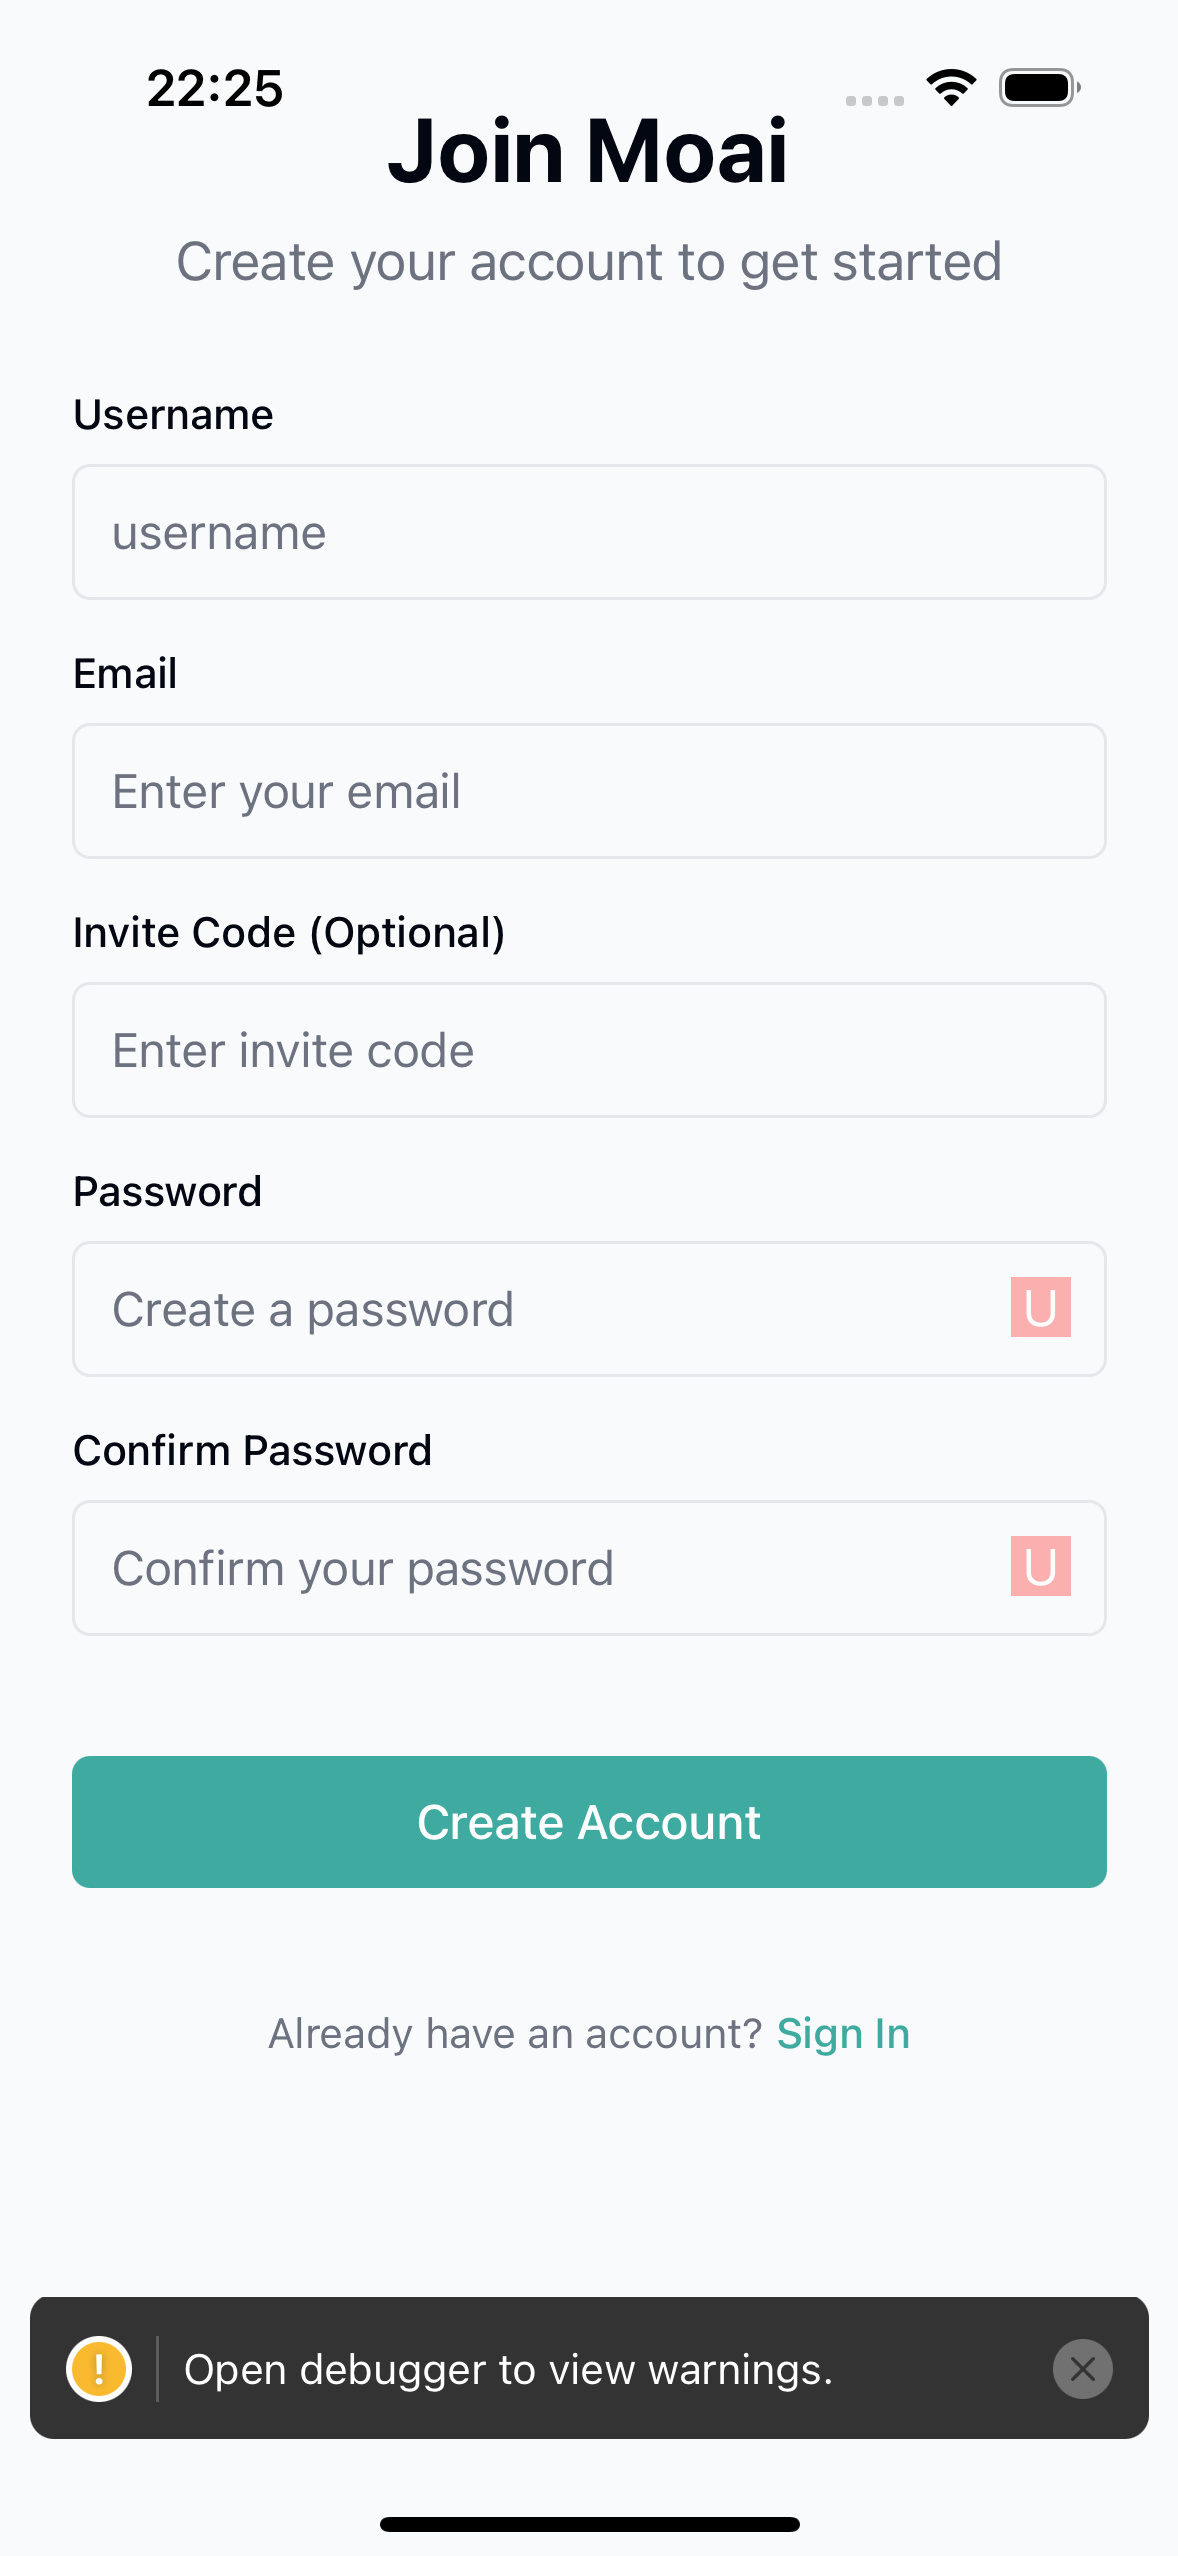 22:25
Join Moai
Create your account to get started
Username
username
Email
Enter your email
Invite Code (Optional)
Enter invite code
Password
Create a password U
Confirm Password
Confirm your password U
Create Account
Already have an account? Sign In
! Open debugger to view warnings.